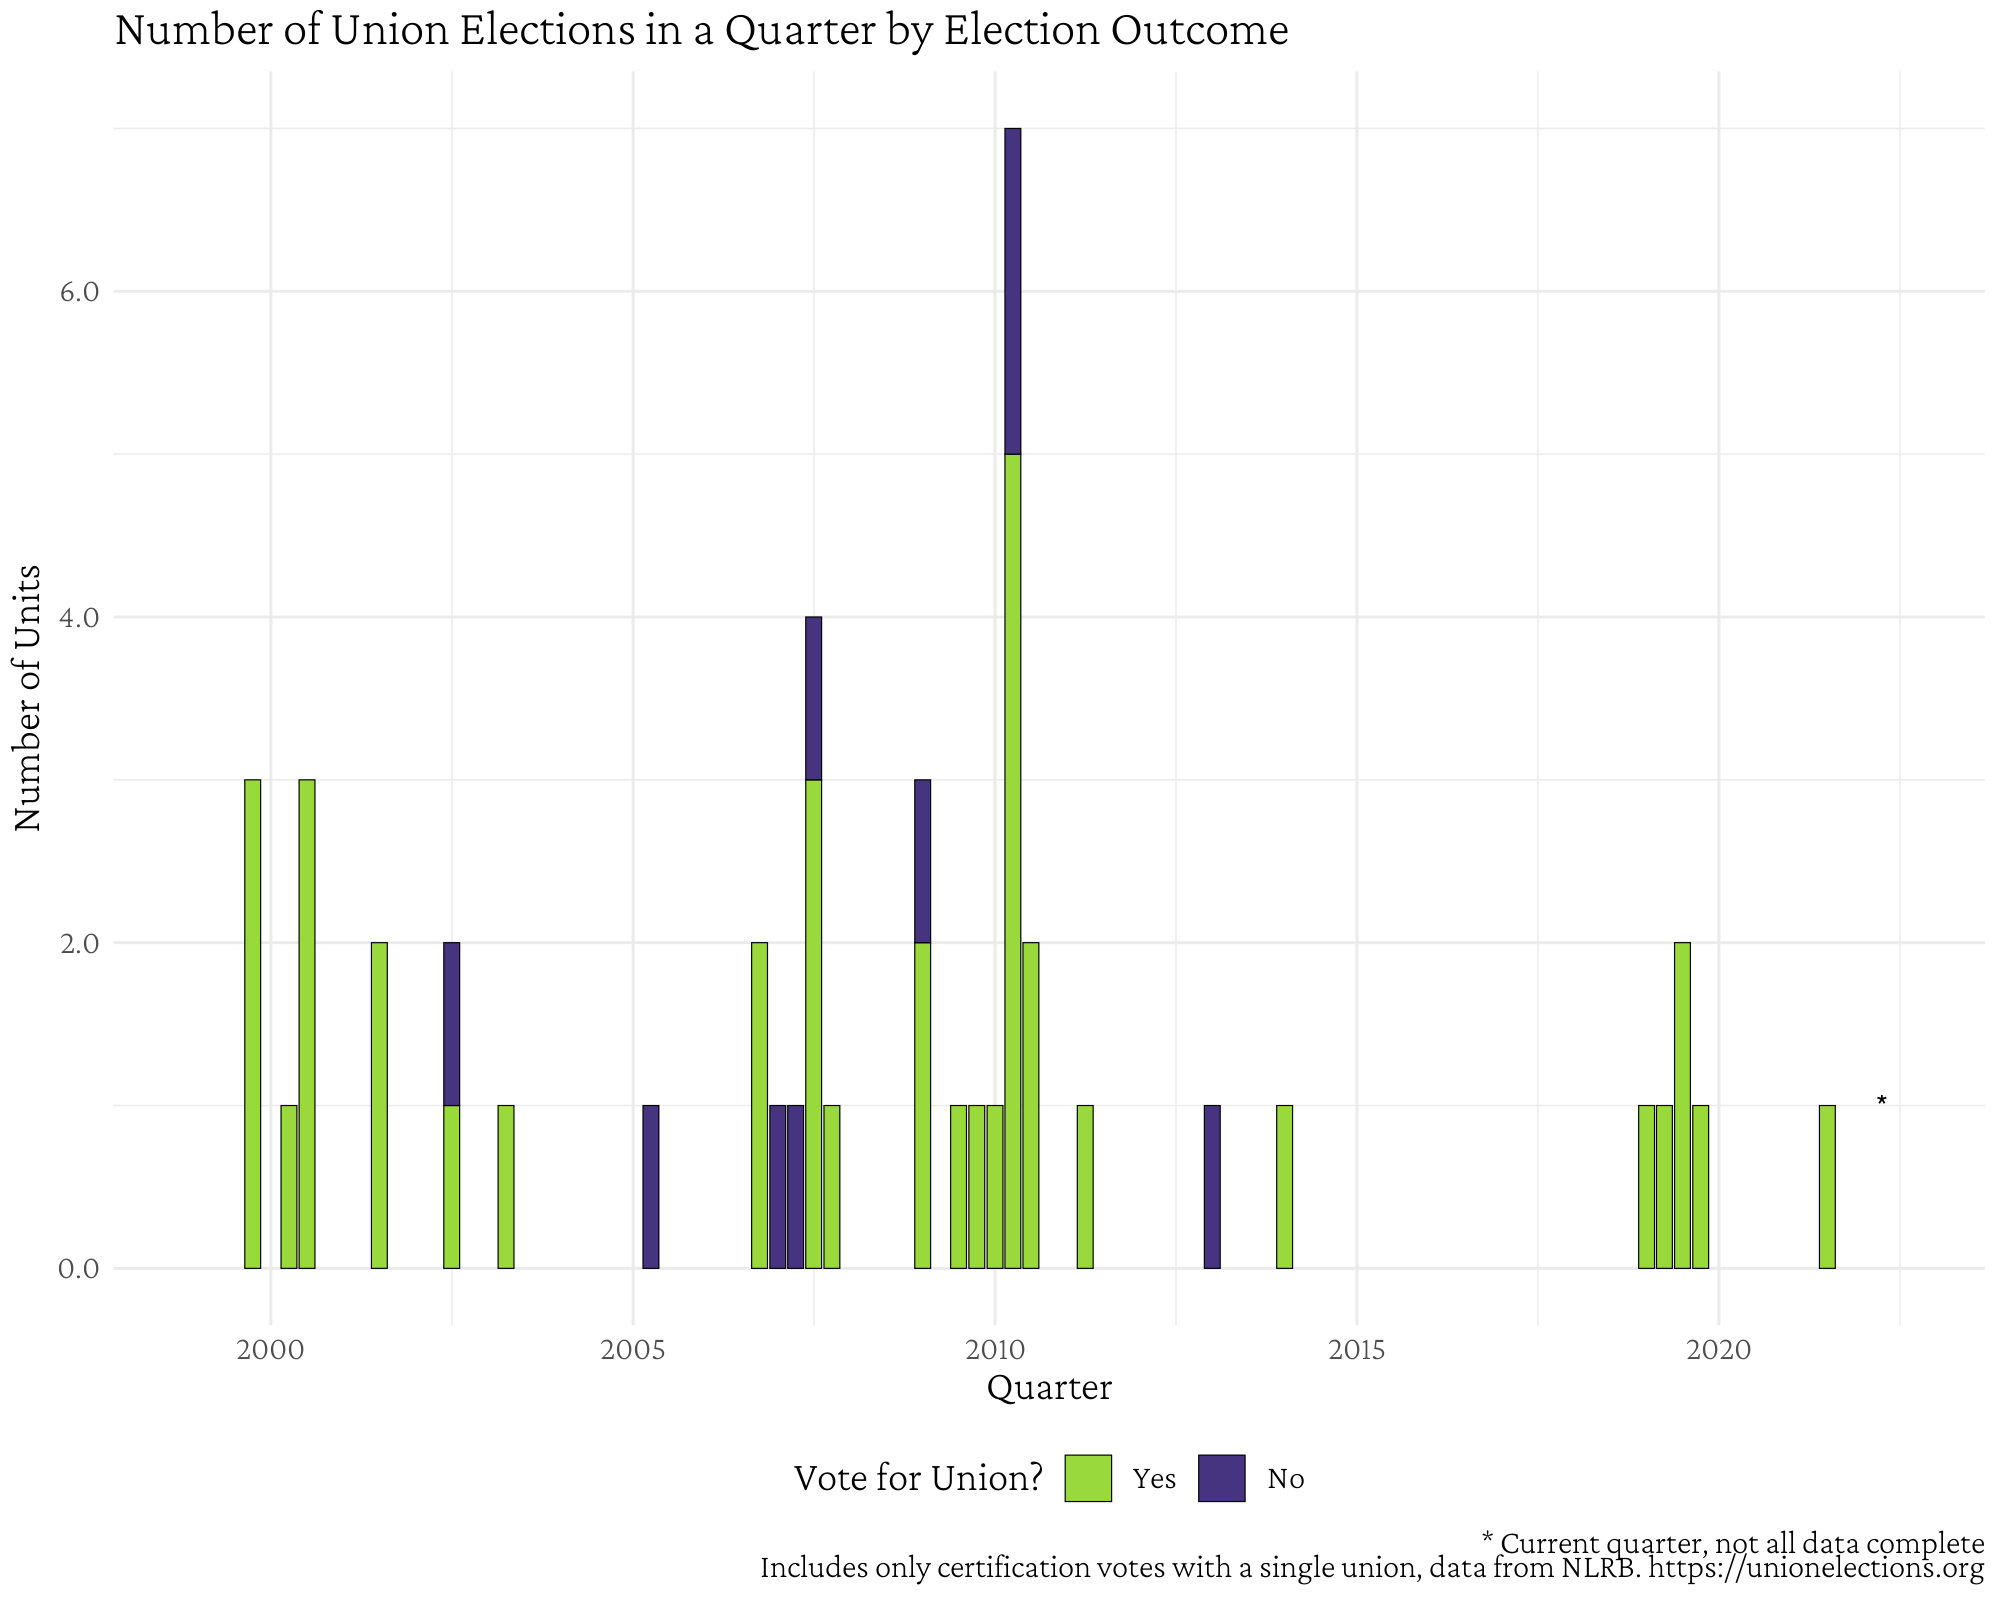 Number of Union Elections in a Quarter by Election Outcome
Number of Units
6.0
4.0
2.0
0.0
*
2000 2005 2010 2015 2020
Quarter
Vote for Union? Yes No
* Current quarter, not all data complete
Includes only certification votes with a single union, data from NLRB. https://unionelections.org